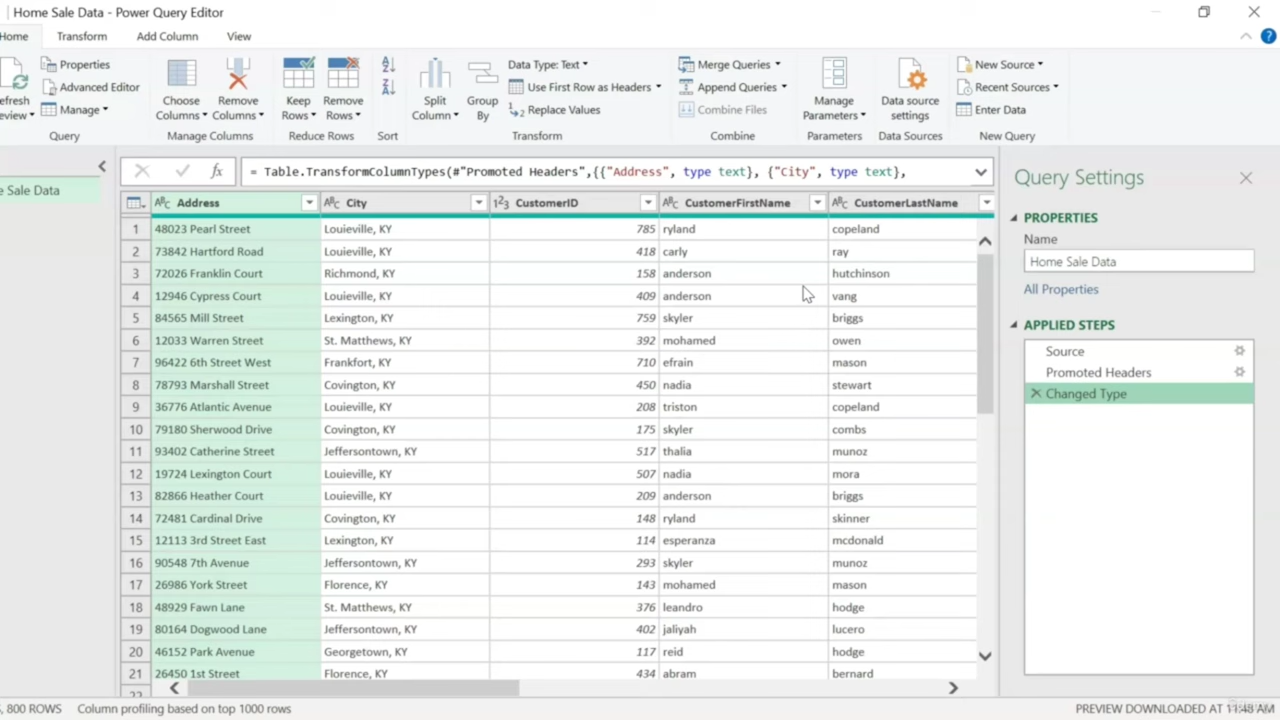 Home Sale Data - Power Query Editor
Home Transform Add Column View
Properties
Advanced Editor
Manage
Query
Choose Columns
Remove Columns
Manage Columns
Keep Rows
Remove Rows
Reduce Rows
Sort
Split Column
Group By
Data Type: Text
Use First Row as Headers
Replace Values
Transform
Merge Queries
Append Queries
Combine Files
Combine
Manage Parameters
Parameters
Data source settings
Data Sources
New Source
Recent Sources
Enter Data
New Query
e Sale Data
fx = Table.TransformColumnTypes(#"Promoted Headers",{{"Address", type text}, {"City", type text},
Address City CustomerID CustomerFirstName CustomerLastName
1 48023 Pearl Street Louieville, KY 785 ryland copeland
2 73842 Hartford Road Louieville, KY 418 carly ray
3 72026 Franklin Court Richmond, KY 158 anderson hutchinson
4 12946 Cypress Court Louieville, KY 409 anderson vang
5 84565 Mill Street Lexington, KY 759 skyler briggs
6 12033 Warren Street St. Matthews, KY 392 mohamed owen
7 96422 6th Street West Frankfort, KY 710 efrain mason
8 78793 Marshall Street Covington, KY 450 nadia stewart
9 36776 Atlantic Avenue Louieville, KY 208 triston copeland
10 79180 Sherwood Drive Covington, KY 175 skyler combs
11 93402 Catherine Street Jeffersontown, KY 517 thalia munoz
12 19724 Lexington Court Louieville, KY 507 nadia mora
13 82866 Heather Court Louieville, KY 209 anderson briggs
14 72481 Cardinal Drive Covington, KY 148 ryland skinner
15 12113 3rd Street East Lexington, KY 114 esperanza mcdonald
16 90548 7th Avenue Jeffersontown, KY 293 skyler munoz
17 26986 York Street Florence, KY 143 mohamed mason
18 48929 Fawn Lane St. Matthews, KY 376 leandro hodge
19 80164 Dogwood Lane Jeffersontown, KY 402 jaliyah lucero
20 46152 Park Avenue Georgetown, KY 117 reid hodge
21 26450 1st Street Florence, KY 434 abram bernard
Query Settings
PROPERTIES
Name
Home Sale Data
All Properties
APPLIED STEPS
Source
Promoted Headers
Changed Type
, 800 ROWS Column profiling based on top 1000 rows
PREVIEW DOWNLOADED AT 11:48 AM